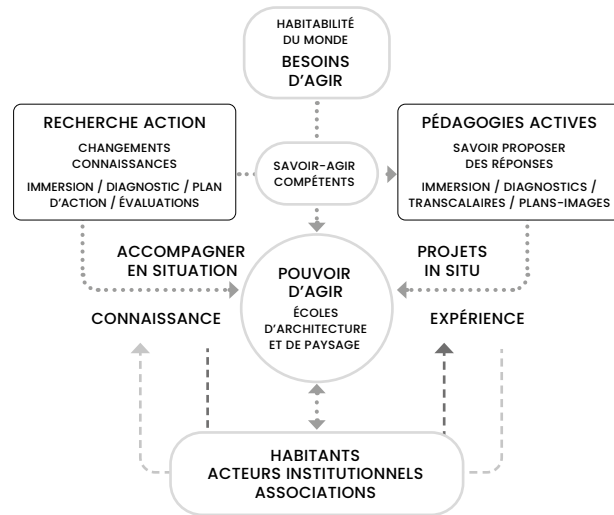 HABITABILITÉ
DU MONDE
BESOINS
D'AGIR
RECHERCHE ACTION
CHANGEMENTS
CONNAISSANCES
IMMERSION / DIAGNOSTIC / PLAN
D'ACTION / ÉVALUATIONS
SAVOIR-AGIR
COMPÉTENTS
PÉDAGOGIES ACTIVES
SAVOIR PROPOSER
DES RÉPONSES
IMMERSION / DIAGNOSTICS /
TRANSCALAIRES / PLANS-IMAGES
ACCOMPAGNER
EN SITUATION
POUVOIR
D'AGIR
ÉCOLES
D'ARCHITECTURE
ET DE PAYSAGE
PROJETS
IN SITU
CONNAISSANCE
EXPÉRIENCE
HABITANTS
ACTEURS INSTITUTIONNELS
ASSOCIATIONS